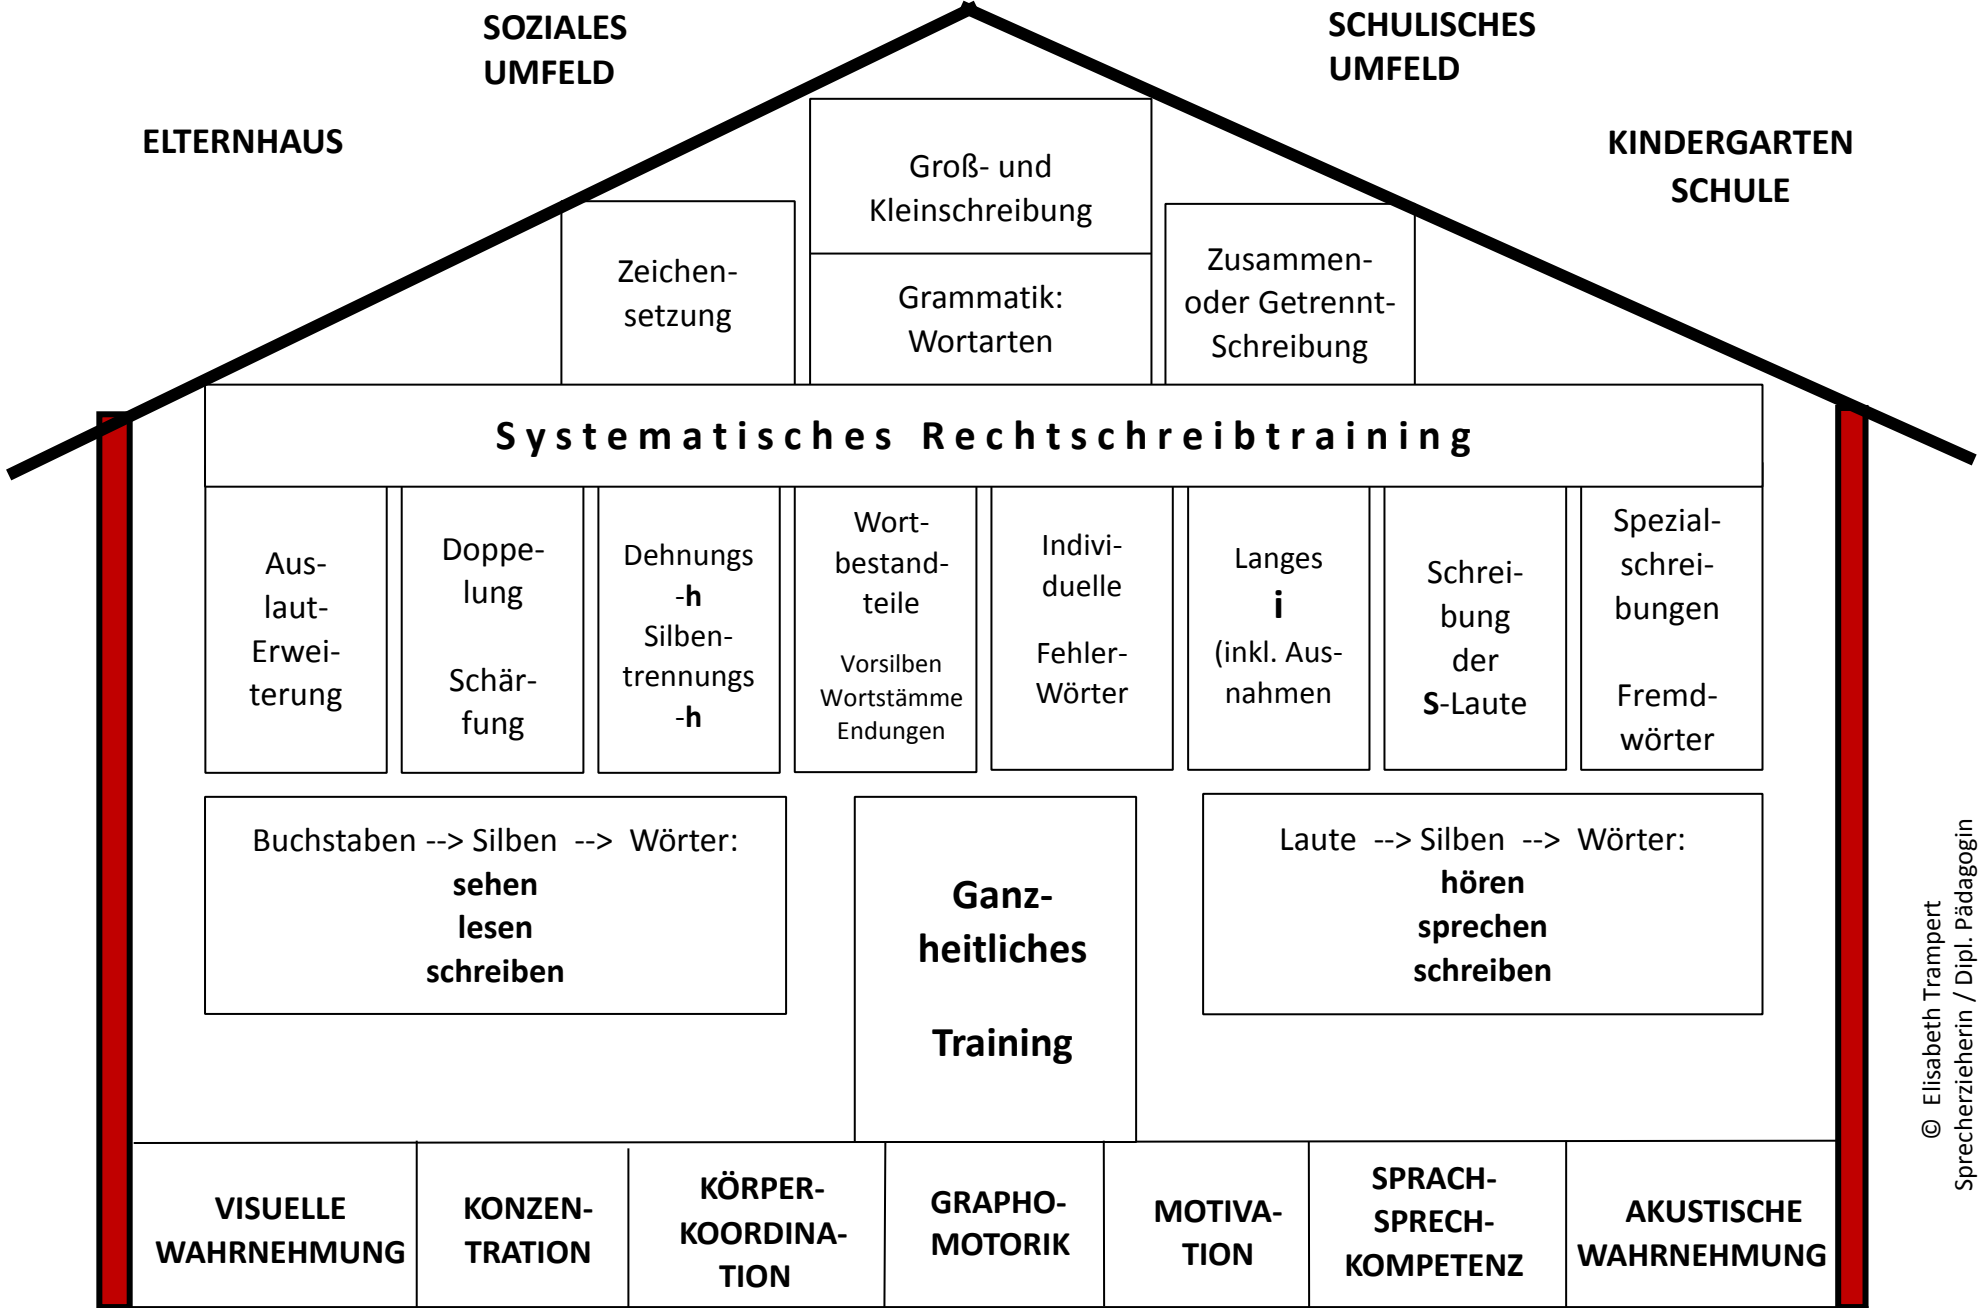 SOZIALES
UMFELD
SCHULISCHES
UMFELD
ELTERNHAUS
KINDERGARTEN
SCHULE
Groß- und
Kleinschreibung
Zeichen-
setzung
Grammatik:
Wortarten
Zusammen-
oder Getrennt-
Schreibung
Systematisches Rechtschreibtraining
Aus-
laut-
Erwei-
terung
Doppe-
lung
Schär-
fung
Dehnungs
-h
Silben-
trennungs
-h
Wort-
bestand-
teile
Vorsilben
Wortstämme
Endungen
Indivi-
duelle
Fehler-
Wörter
Langes
i
(inkl. Aus-
nahmen
Schrei-
bung
der
S-Laute
Spezial-
schrei-
bungen
Fremd-
wörter
Buchstaben --> Silben --> Wörter:
sehen
lesen
schreiben
Ganz-
heitliches
Training
Laute --> Silben --> Wörter:
hören
sprechen
schreiben
VISUELLE
WAHRNEHMUNG
KONZEN-
TRATION
KÖRPER-
KOORDINA-
TION
GRAPHO-
MOTORIK
MOTIVA-
TION
SPRACH-
SPRECH-
KOMPETENZ
AKUSTISCHE
WAHRNEHMUNG
© Elisabeth Trampert
Sprecherzieherin / Dipl. Pädagogin